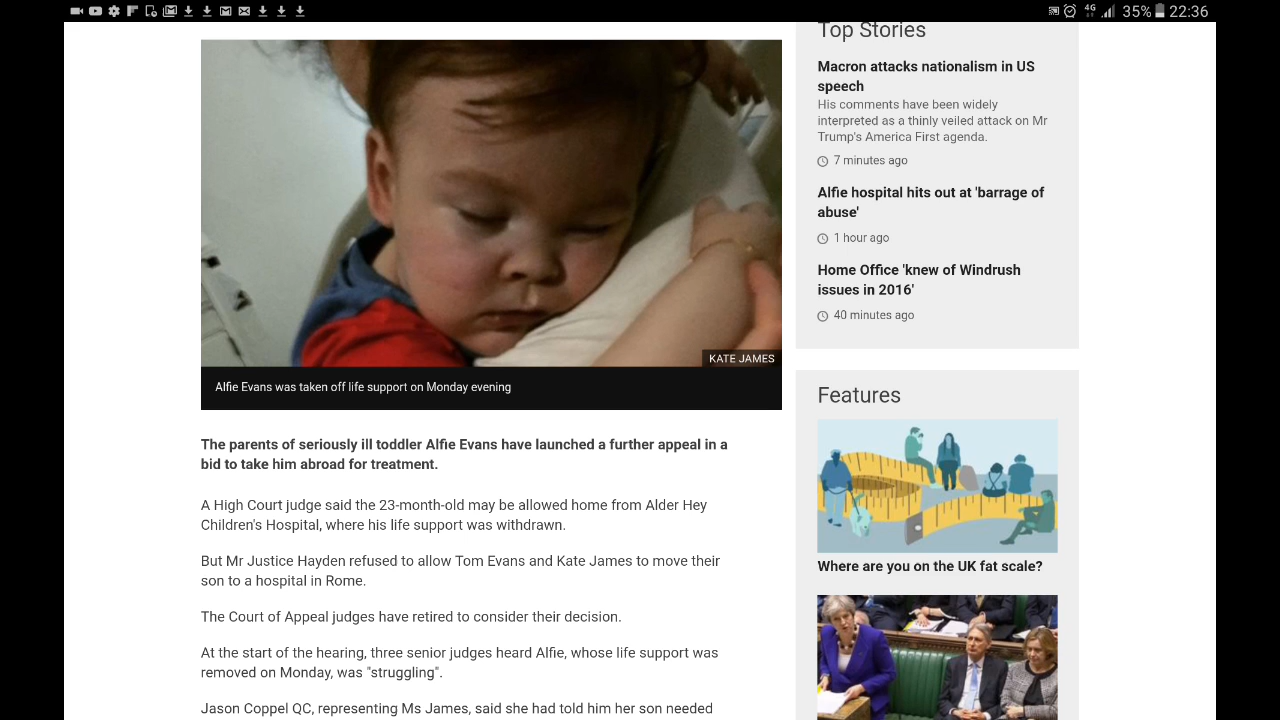 4G
35%
22:36
KATE JAMES
Alfie Evans was taken off life support on Monday evening
The parents of seriously ill toddler Alfie Evans have launched a further appeal in a
bid to take him abroad for treatment.
A High Court judge said the 23-month-old may be allowed home from Alder Hey
Children's Hospital, where his life support was withdrawn.
But Mr Justice Hayden refused to allow Tom Evans and Kate James to move their
son to a hospital in Rome.
The Court of Appeal judges have retired to consider their decision.
At the start of the hearing, three senior judges heard Alfie, whose life support was
removed on Monday, was "struggling".
Jason Coppel QC, representing Ms James, said she had told him her son needed
Top Stories
Macron attacks nationalism in US
speech
His comments have been widely
interpreted as a thinly veiled attack on Mr
Trump's America First agenda.
7 minutes ago
Alfie hospital hits out at 'barrage of
abuse'
1 hour ago
Home Office 'knew of Windrush
issues in 2016'
40 minutes ago
Features
Where are you on the UK fat scale?